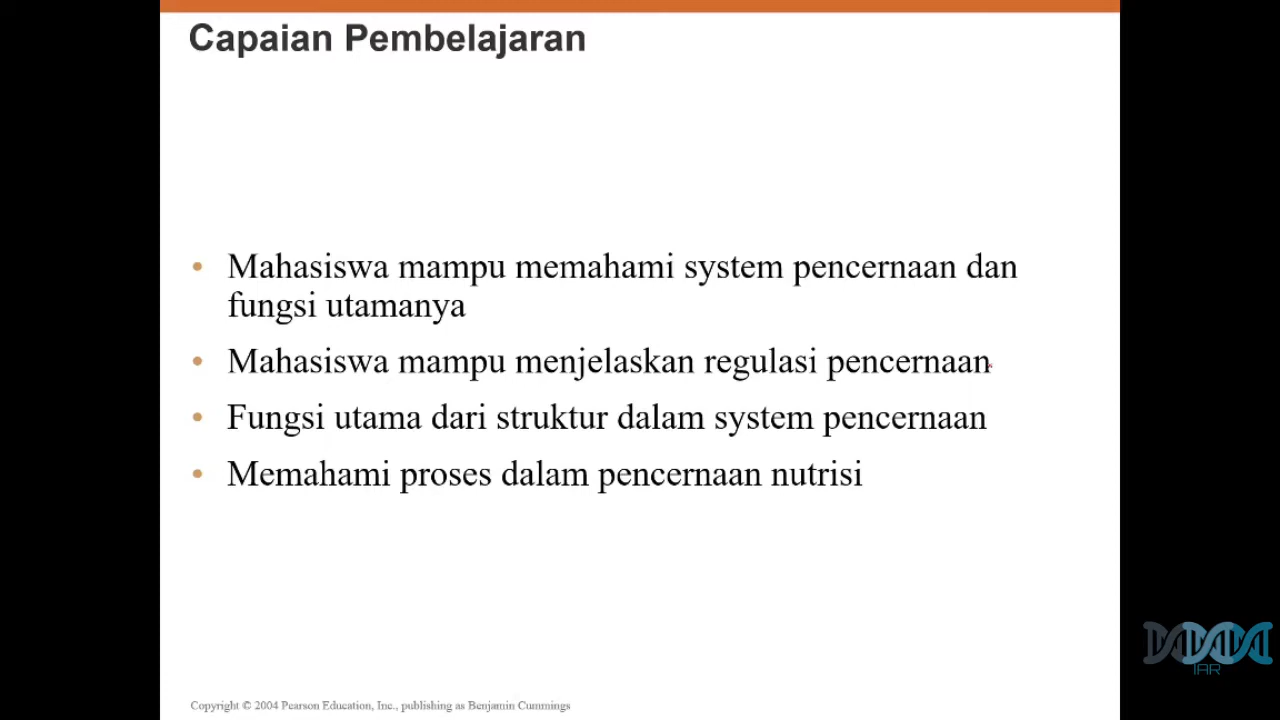 Capaian Pembelajaran
• Mahasiswa mampu memahami system pencernaan dan
fungsi utamanya
• Mahasiswa mampu menjelaskan regulasi pencernaan
• Fungsi utama dari struktur dalam system pencernaan
• Memahami proses dalam pencernaan nutrisi
Copyright © 2004 Pearson Education, Inc., publishing as Benjamin Cummings
IAR